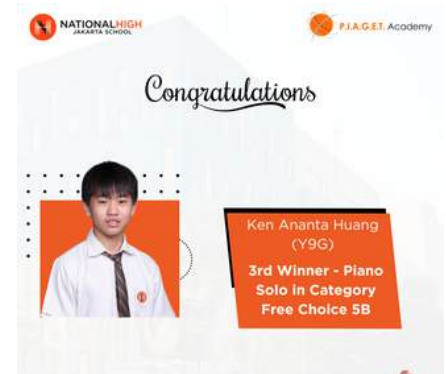 NATIONALHIGH
JAKARTA SCHOOL
P.I.A.G.E.T. Academy
Congratulations
Ken Ananta Huang
(Y9G)
3rd Winner - Piano
Solo in Category
Free Choice 5B